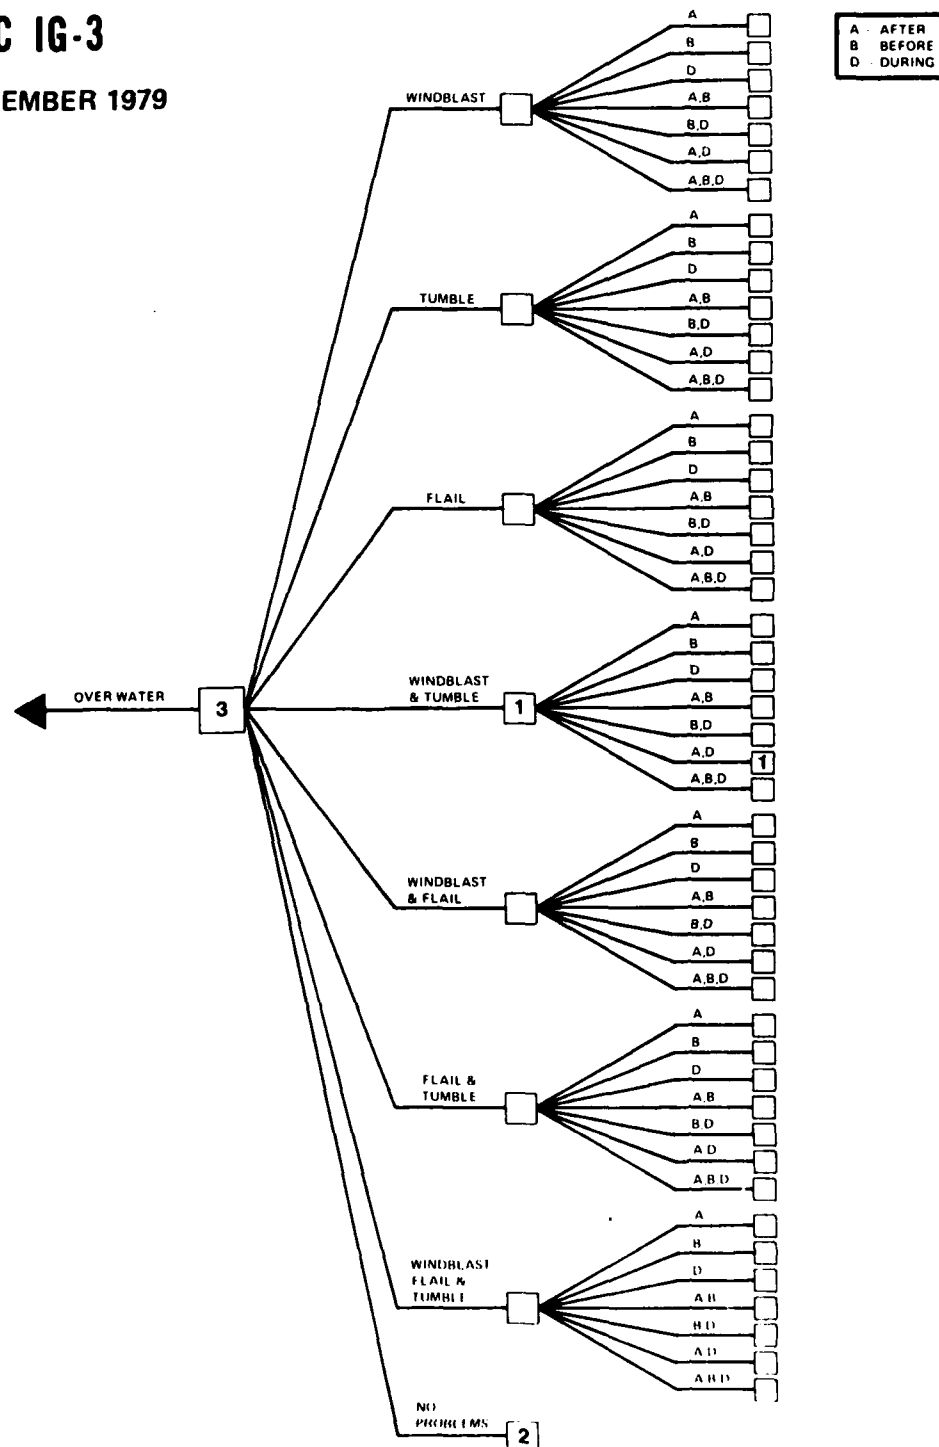 C IG-3
EMBER 1979
A - AFTER
B BEFORE
D - DURING
WINDBLAST
A
B
D
A,B
B,D
A,D
A,B,D
TUMBLE
A
B
D
A,B
B,D
A,D
A,B,D
FLAIL
A
B
D
A,B
B,D
A,D
A,B,D
OVER WATER
3
WINDBLAST
& TUMBLE
1
A
B
D
A,B
B,D
A,D
1
A,B,D
WINDBLAST
& FLAIL
A
B
D
A,B
B,D
A,D
A,B,D
FLAIL &
TUMBLE
A
B
D
A,B
B,D
A,D
A,B,D
WINDBLAST
FLAIL &
TUMBLE
A
B
D
A,B
B,D
A,D
A,B,D
NO
PROBLEMS
2